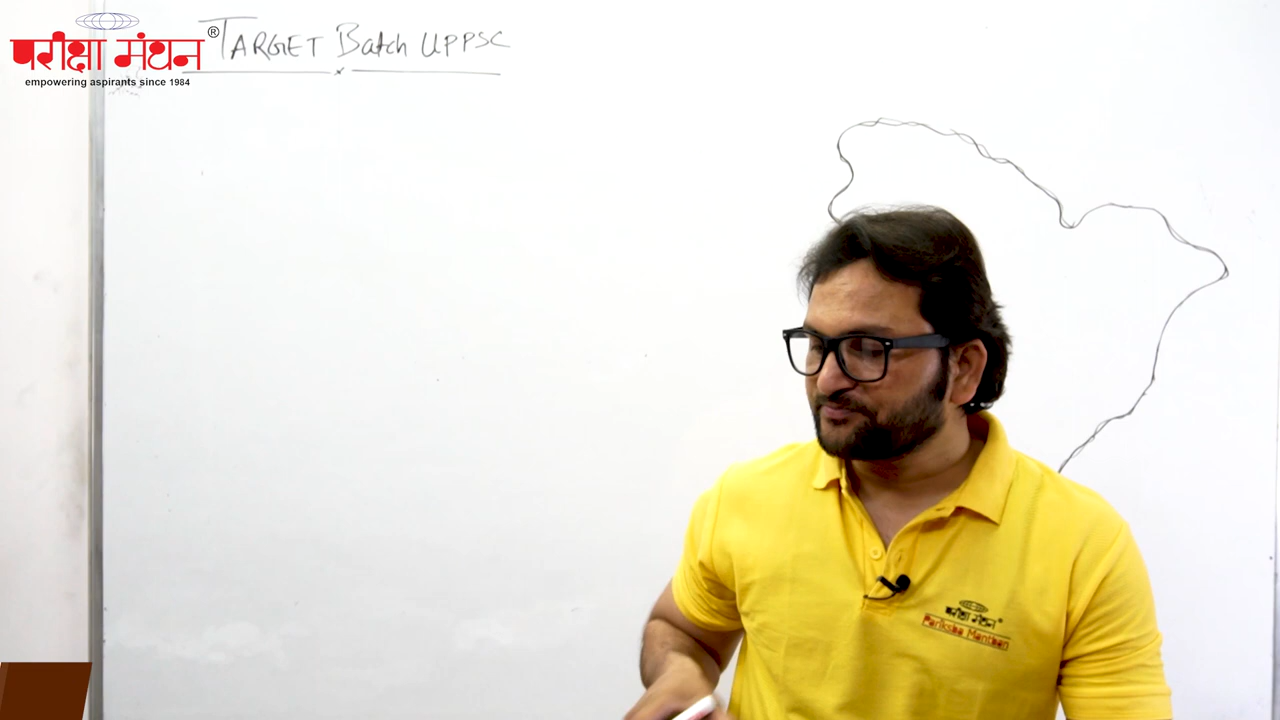 परीक्षा मंथन®
empowering aspirants since 1984
TARGET Batch UPPSC
परीक्षा मंथन®
Pariksha Manthan